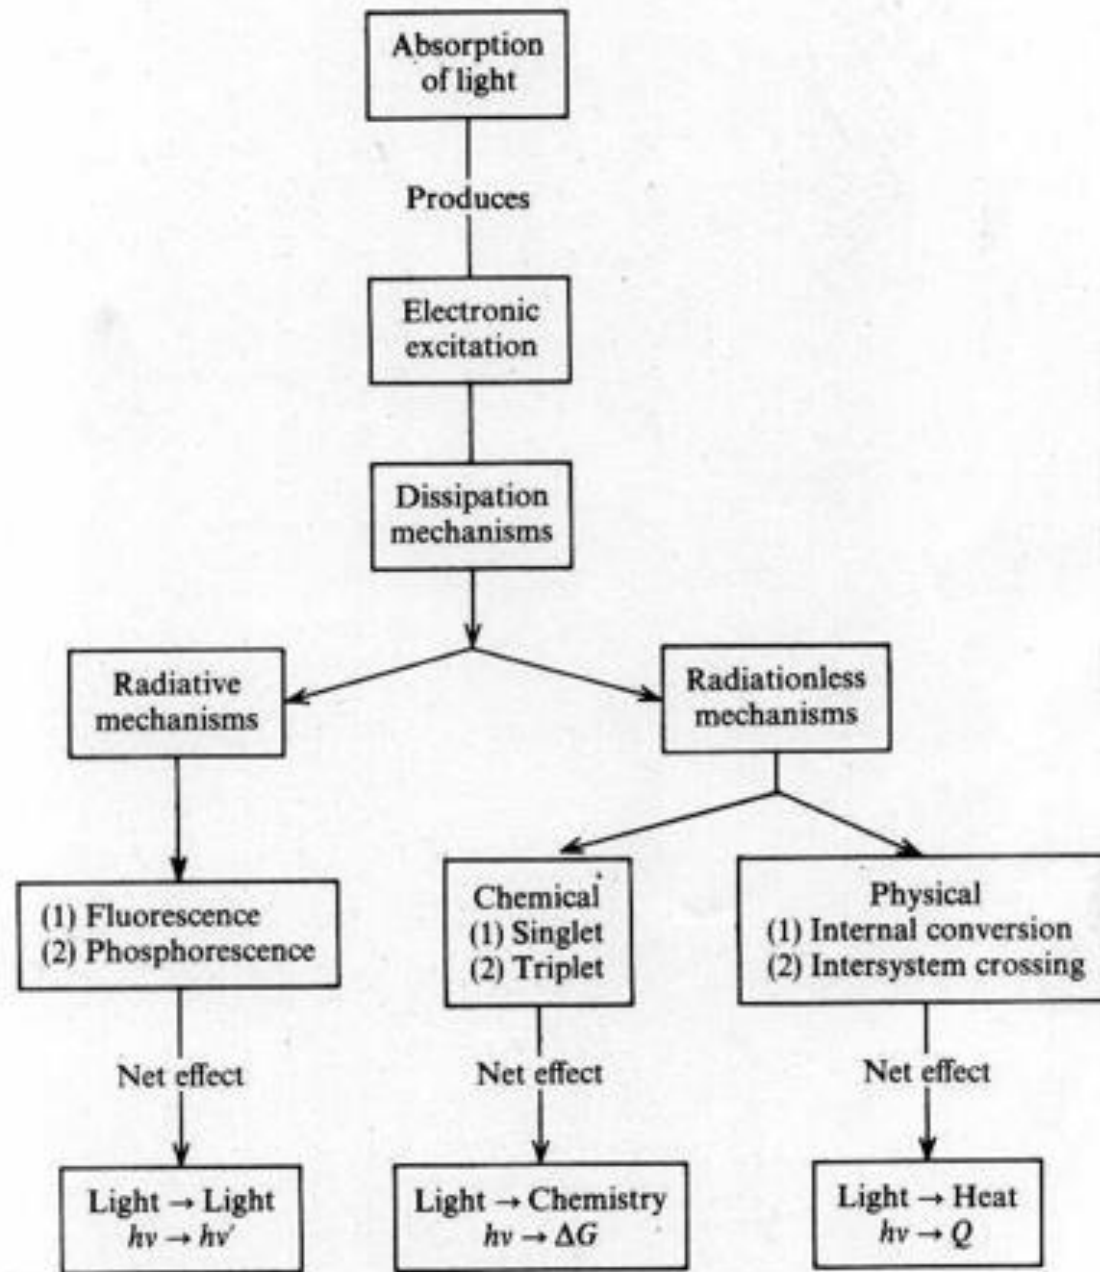 Absorption
of light
Produces
Electronic
excitation
Dissipation
mechanisms
Radiative
mechanisms
Radiationless
mechanisms
(1) Fluorescence
(2) Phosphorescence
Chemical
(1) Singlet
(2) Triplet
Physical
(1) Internal conversion
(2) Intersystem crossing
Net effect
Net effect
Net effect
Light → Light
hν → hν′
Light → Chemistry
hν → ΔG
Light → Heat
hν → Q